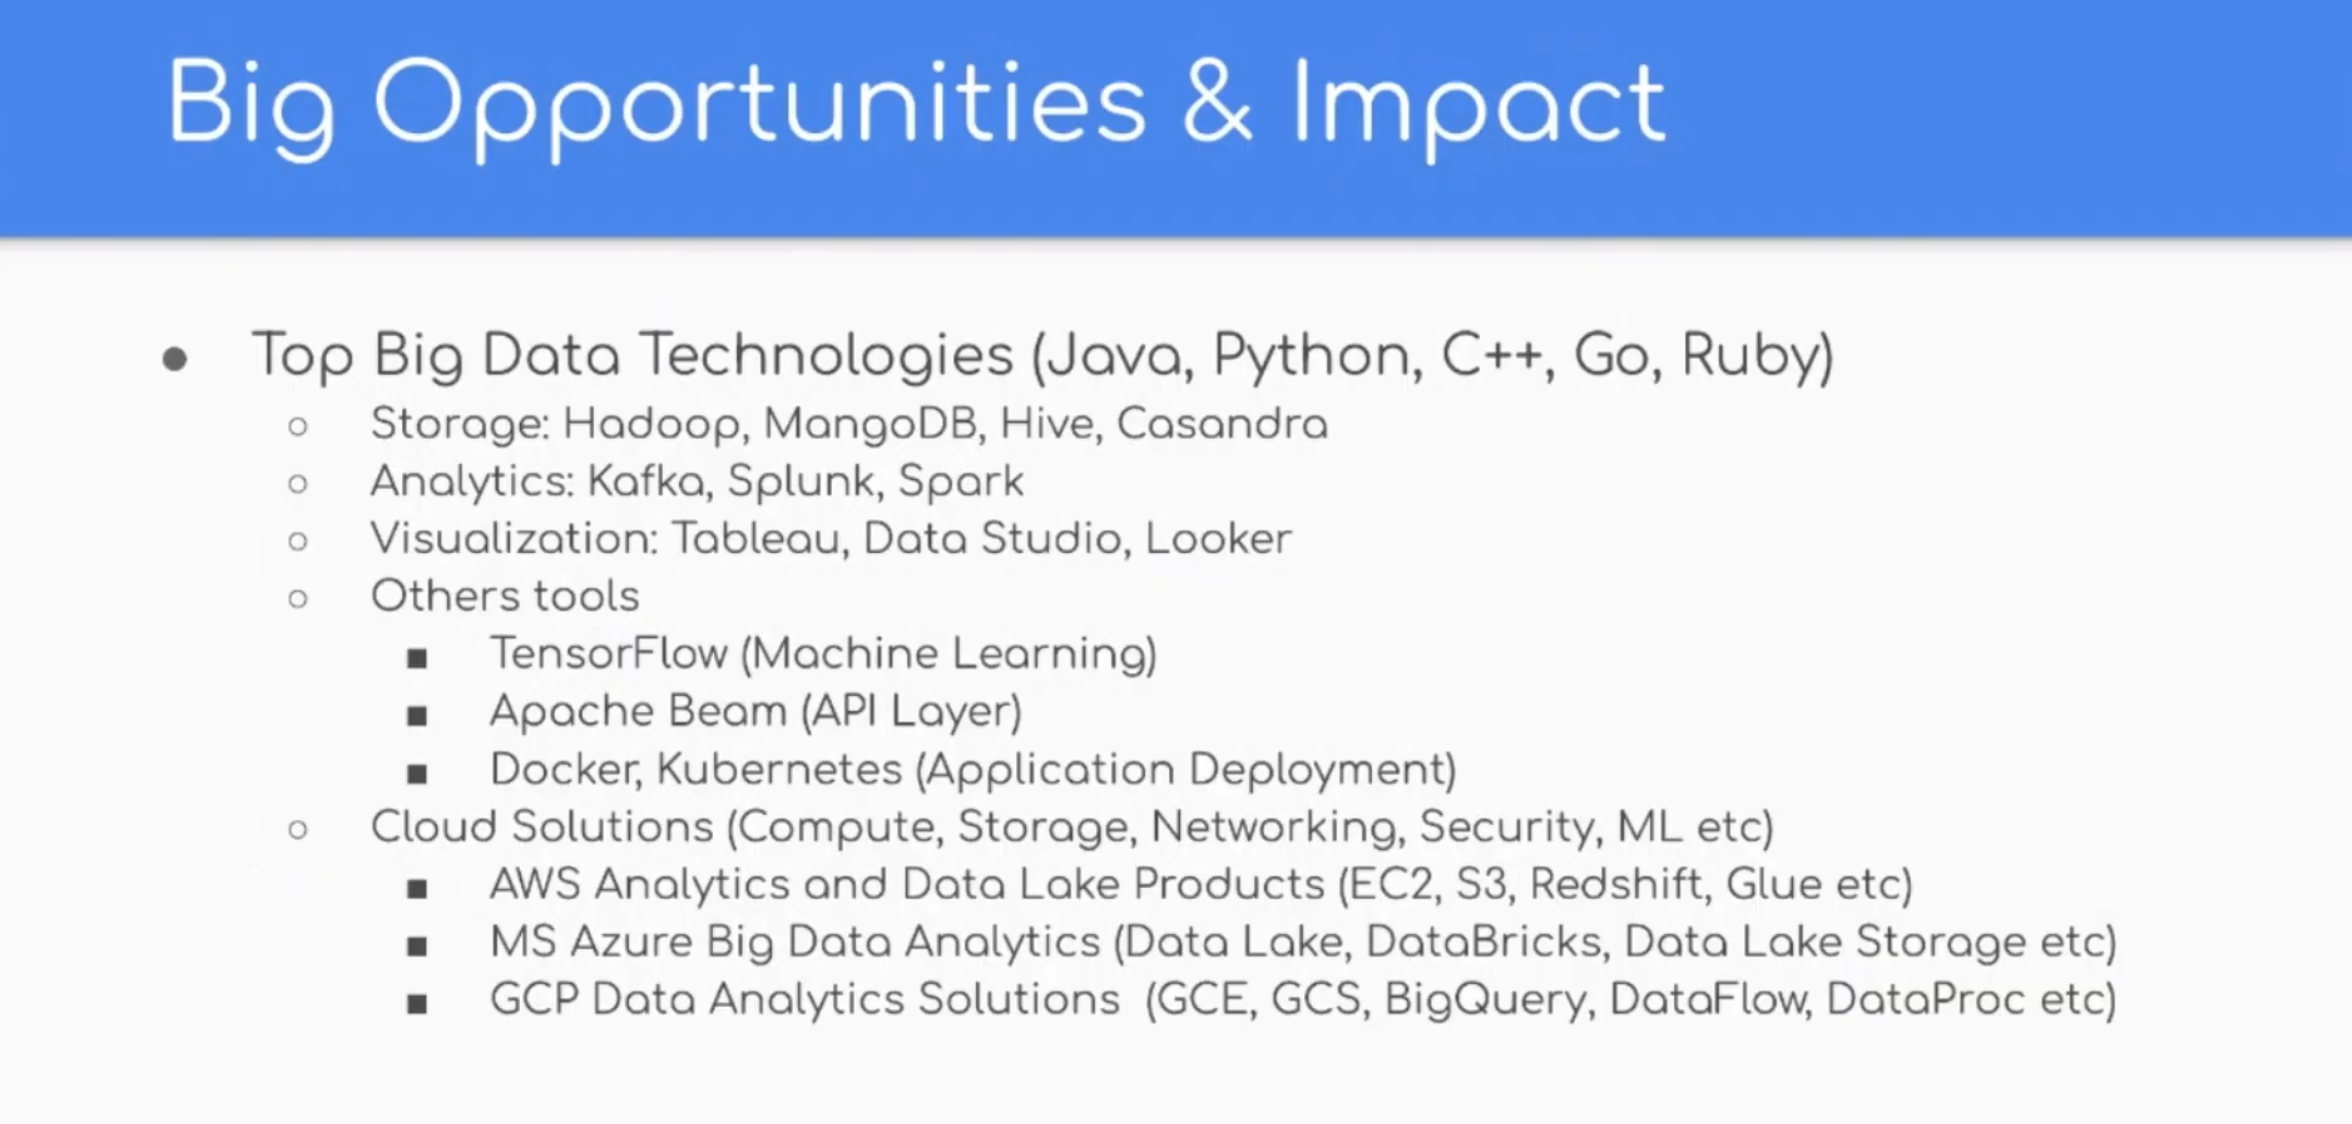 Big Opportunities & Impact
Top Big Data Technologies (Java, Python, C++, Go, Ruby)
Storage: Hadoop, MangoDB, Hive, Casandra
Analytics: Kafka, Splunk, Spark
Visualization: Tableau, Data Studio, Looker
Others tools
TensorFlow (Machine Learning)
Apache Beam (API Layer)
Docker, Kubernetes (Application Deployment)
Cloud Solutions (Compute, Storage, Networking, Security, ML etc)
AWS Analytics and Data Lake Products (EC2, S3, Redshift, Glue etc)
MS Azure Big Data Analytics (Data Lake, DataBricks, Data Lake Storage etc)
GCP Data Analytics Solutions (GCE, GCS, BigQuery, DataFlow, DataProc etc)